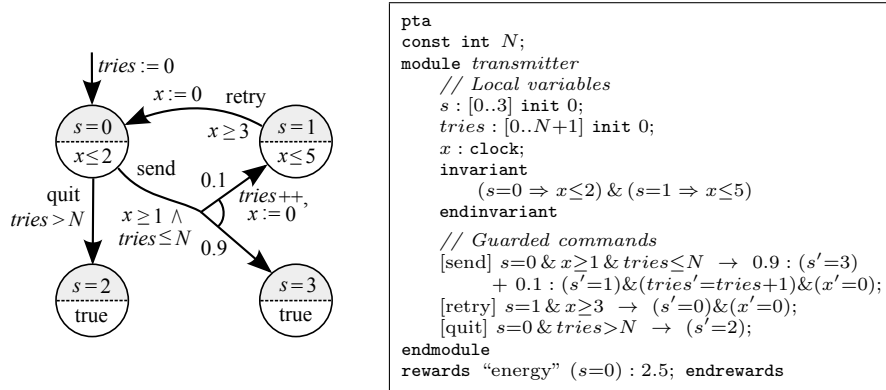 tries := 0
x := 0
retry
s = 0
x ≤ 2
x ≥ 3
s = 1
x ≤ 5
send
quit
tries > N
0.1
tries++,
x := 0
x ≥ 1 ∧
tries ≤ N
0.9
s = 2
true
s = 3
true
pta
const int N;
module transmitter
// Local variables
s : [0..3] init 0;
tries : [0..N+1] init 0;
x : clock;
invariant
(s=0 ⇒ x≤2) & (s=1 ⇒ x≤5)
endinvariant
// Guarded commands
[send] s=0 & x≥1 & tries≤N → 0.9 : (s′=3)
+ 0.1 : (s′=1)&(tries′=tries+1)&(x′=0);
[retry] s=1 & x≥3 → (s′=0)&(x′=0);
[quit] s=0 & tries>N → (s′=2);
endmodule
rewards “energy” (s=0) : 2.5; endrewards